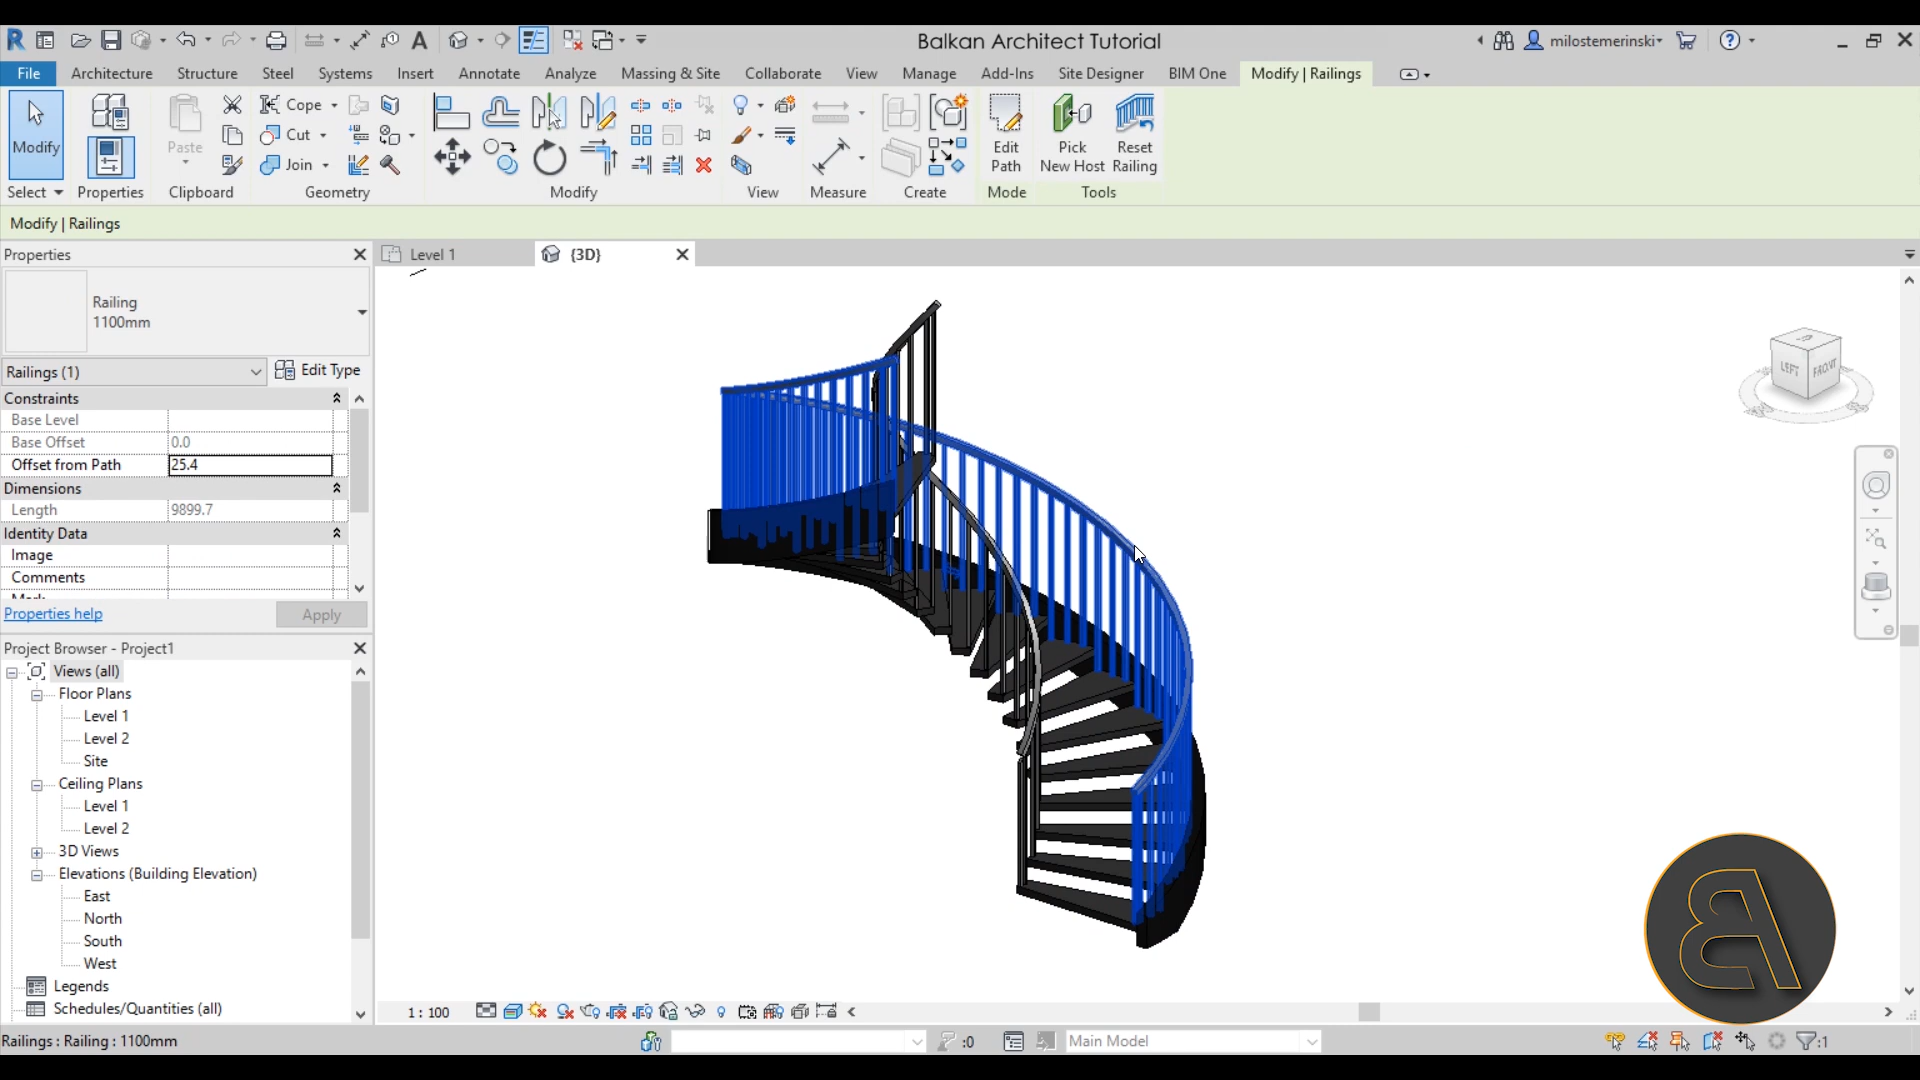 Balkan Architect Tutorial
milostemerinski
File Architecture Structure Steel Systems Insert Annotate Analyze Massing & Site Collaborate View Manage Add-Ins Site Designer BIM One Modify | Railings
Modify
Paste
Cope
Cut
Join
Edit Path
Pick New Host
Reset Railing
Select Properties Clipboard Geometry Modify View Measure Create Mode Tools
Modify | Railings
Properties
Level 1
{3D}
Railing
1100mm
Railings (1)
Edit Type
Constraints
Base Level
Base Offset 0.0
Offset from Path 25.4
Dimensions
Length 9899.7
Identity Data
Image
Comments
Properties help
Apply
LEFT FRONT
Project Browser - Project1
Views (all)
Floor Plans
Level 1
Level 2
Site
Ceiling Plans
Level 1
Level 2
3D Views
Elevations (Building Elevation)
East
North
South
West
Legends
Schedules/Quantities (all)
1 : 100
Railings : Railing : 1100mm
:0
Main Model
:1